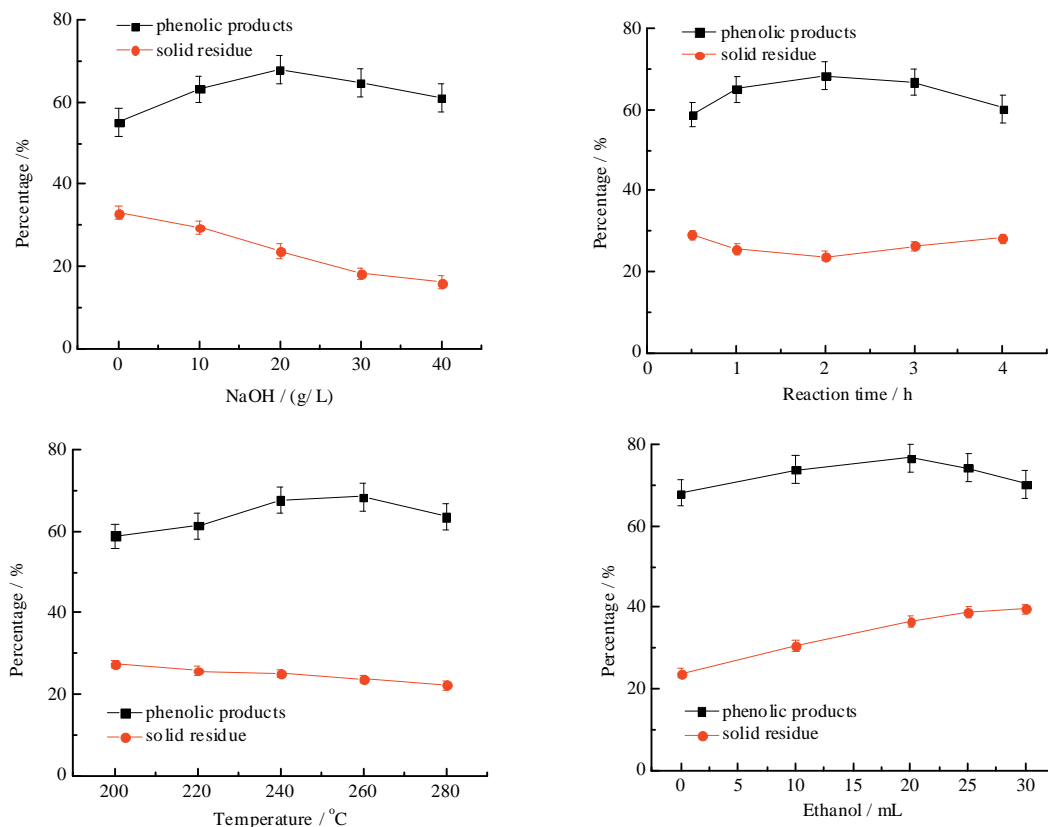 phenolic products
solid residue
80
60
40
20
0
Percentage /%
0 10 20 30 40
NaOH / (g/ L)
phenolic products
solid residue
80
60
40
20
0
Percentage / %
0 1 2 3 4
Reaction time / h
80
60
40
20
0
Percentage / %
phenolic products
solid residue
200 220 240 260 280
Temperature / °C
80
60
40
20
0
Percentage / %
phenolic products
solid residue
0 5 10 15 20 25 30
Ethanol / mL